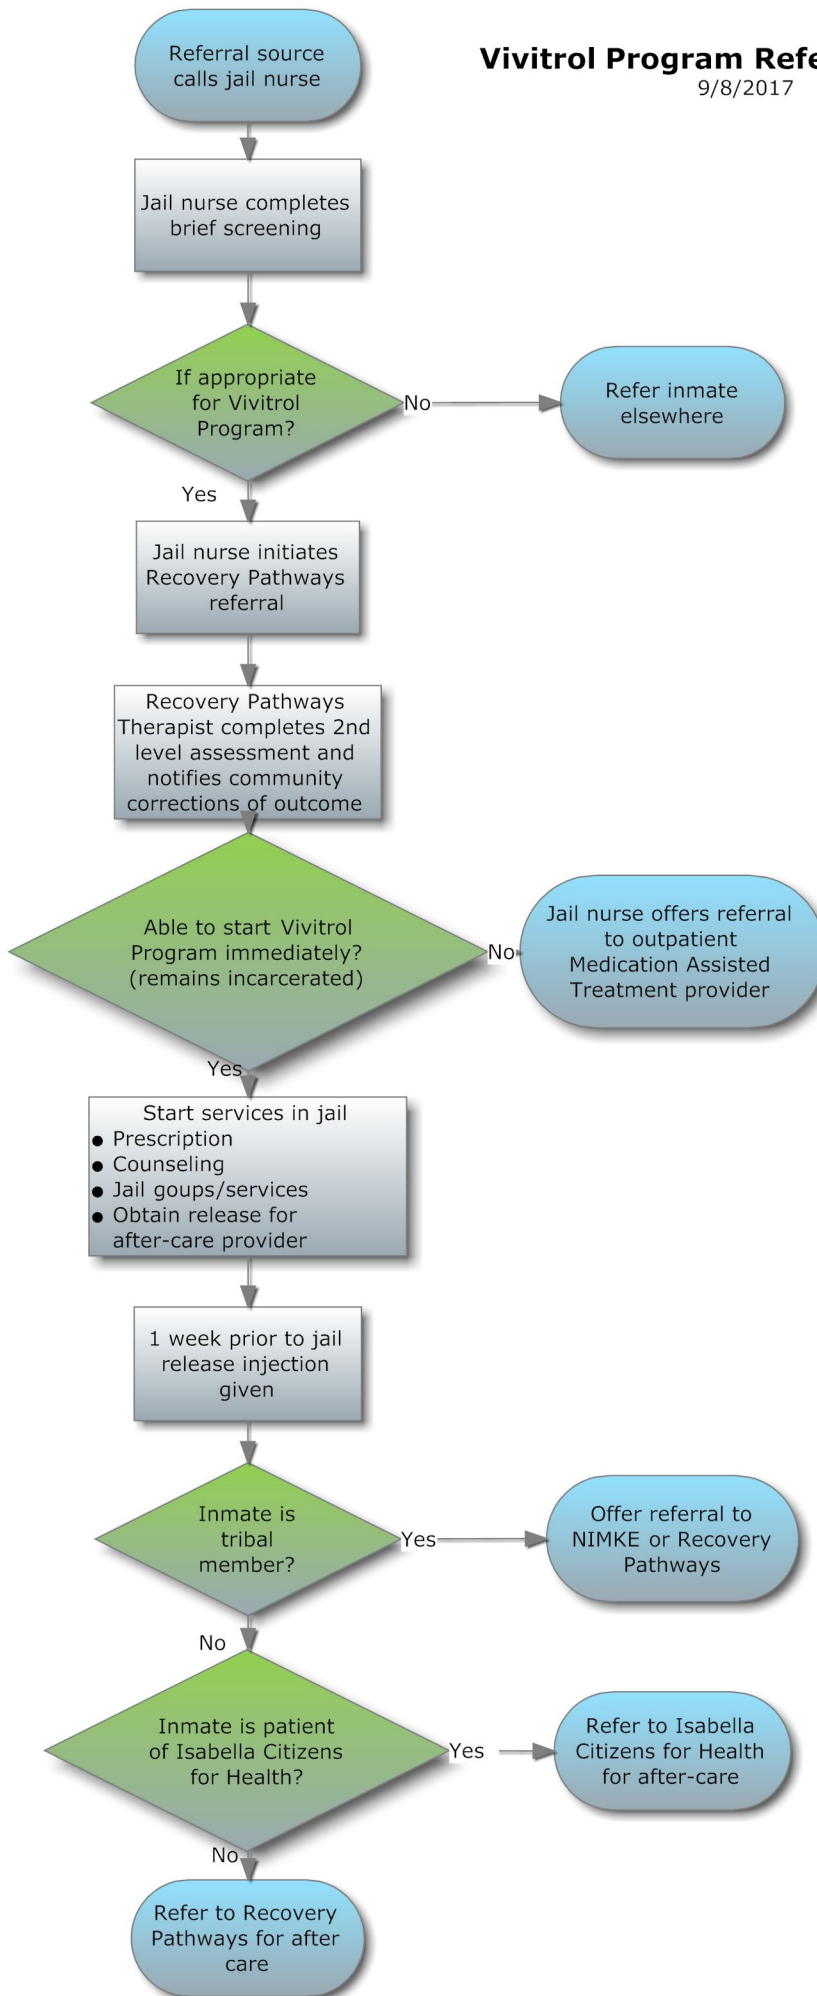 Referral source
calls jail nurse
Vivitrol Program Refe
9/8/2017
Jail nurse completes
brief screening
If appropriate
for Vivitrol
Program?
No
Refer inmate
elsewhere
Yes
Jail nurse initiates
Recovery Pathways
referral
Recovery Pathways
Therapist completes 2nd
level assessment and
notifies community
corrections of outcome
Able to start Vivitrol
Program immediately?
(remains incarcerated)
No
Jail nurse offers referral
to outpatient
Medication Assisted
Treatment provider
Yes
Start services in jail
● Prescription
● Counseling
● Jail goups/services
● Obtain release for
after-care provider
1 week prior to jail
release injection
given
Inmate is
tribal
member?
Yes
Offer referral to
NIMKE or Recovery
Pathways
No
Inmate is patient
of Isabella Citizens
for Health?
Yes
Refer to Isabella
Citizens for Health
for after-care
No
Refer to Recovery
Pathways for after
care